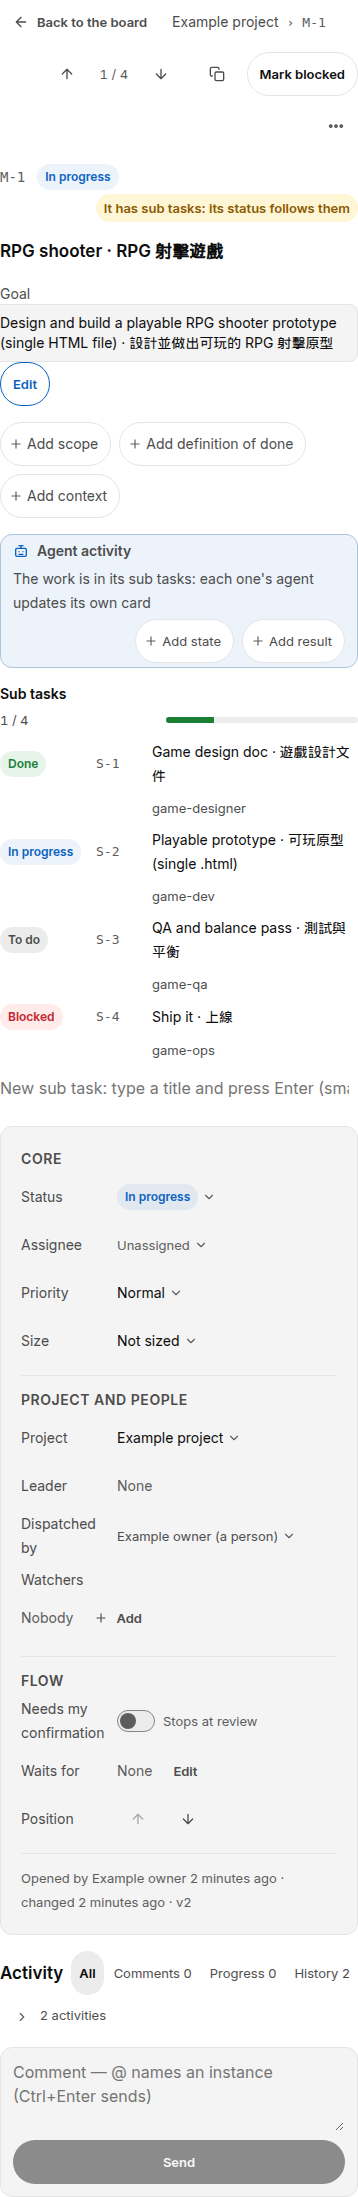 Back to the board
Example project › M-1
1 / 4
Mark blocked
M-1
In progress
It has sub tasks: its status follows them
RPG shooter · RPG 射擊遊戲
Goal
Design and build a playable RPG shooter prototype
(single HTML file) · 設計並做出可玩的 RPG 射擊原型
Edit
+ Add scope
+ Add definition of done
+ Add context
Agent activity
The work is in its sub tasks: each one's agent
updates its own card
+ Add state
+ Add result
Sub tasks
1 / 4
Done S-1 Game design doc · 遊戲設計文
件
game-designer
In progress S-2 Playable prototype · 可玩原型
(single .html)
game-dev
To do S-3 QA and balance pass · 測試與
平衡
game-qa
Blocked S-4 Ship it · 上線
game-ops
New sub task: type a title and press Enter (sma
CORE
Status In progress
Assignee Unassigned
Priority Normal
Size Not sized
PROJECT AND PEOPLE
Project Example project
Leader None
Dispatched
by
Example owner (a person)
Watchers
Nobody + Add
FLOW
Needs my
confirmation
Stops at review
Waits for None Edit
Position
Opened by Example owner 2 minutes ago ·
changed 2 minutes ago · v2
Activity All Comments 0 Progress 0 History 2
2 activities
Comment — @ names an instance
(Ctrl+Enter sends)
Send